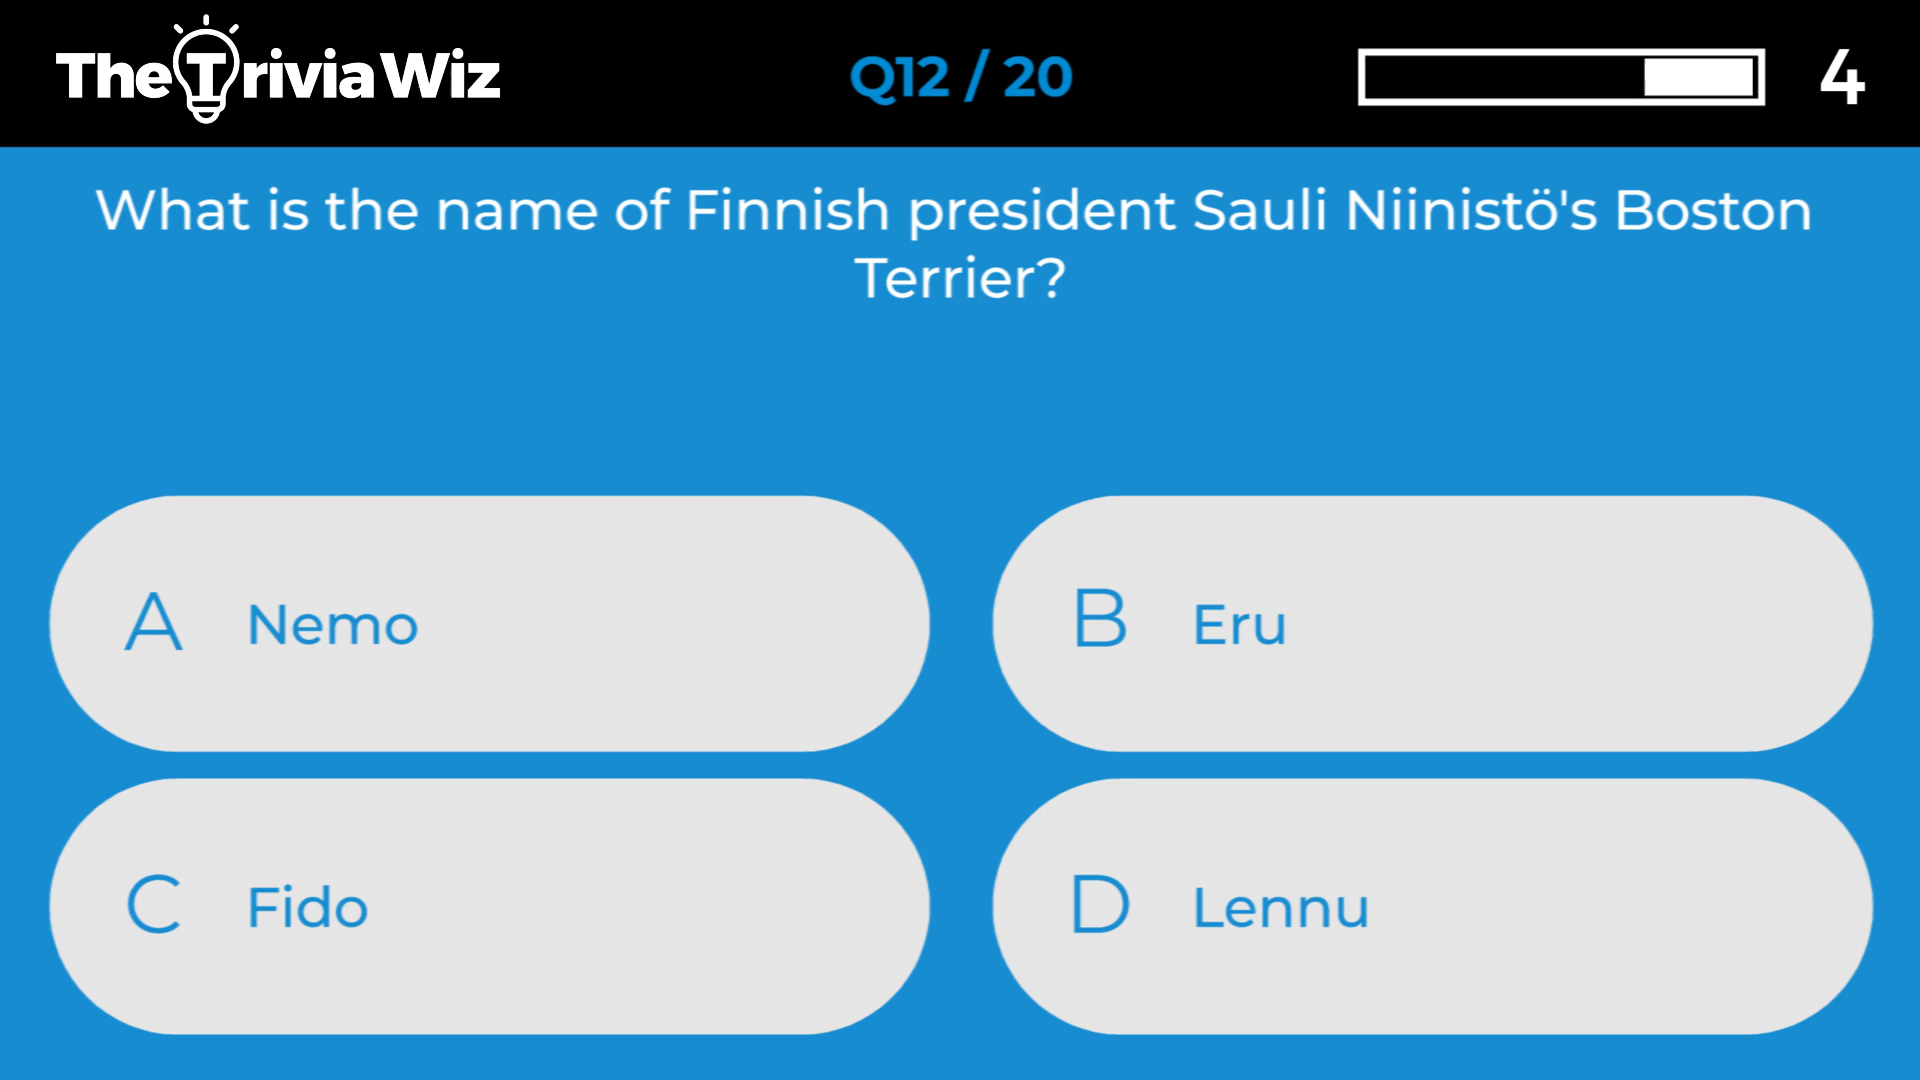 The Trivia Wiz
Q12 / 20
4
What is the name of Finnish president Sauli Niinistö's Boston
Terrier?
A Nemo
B Eru
C Fido
D Lennu